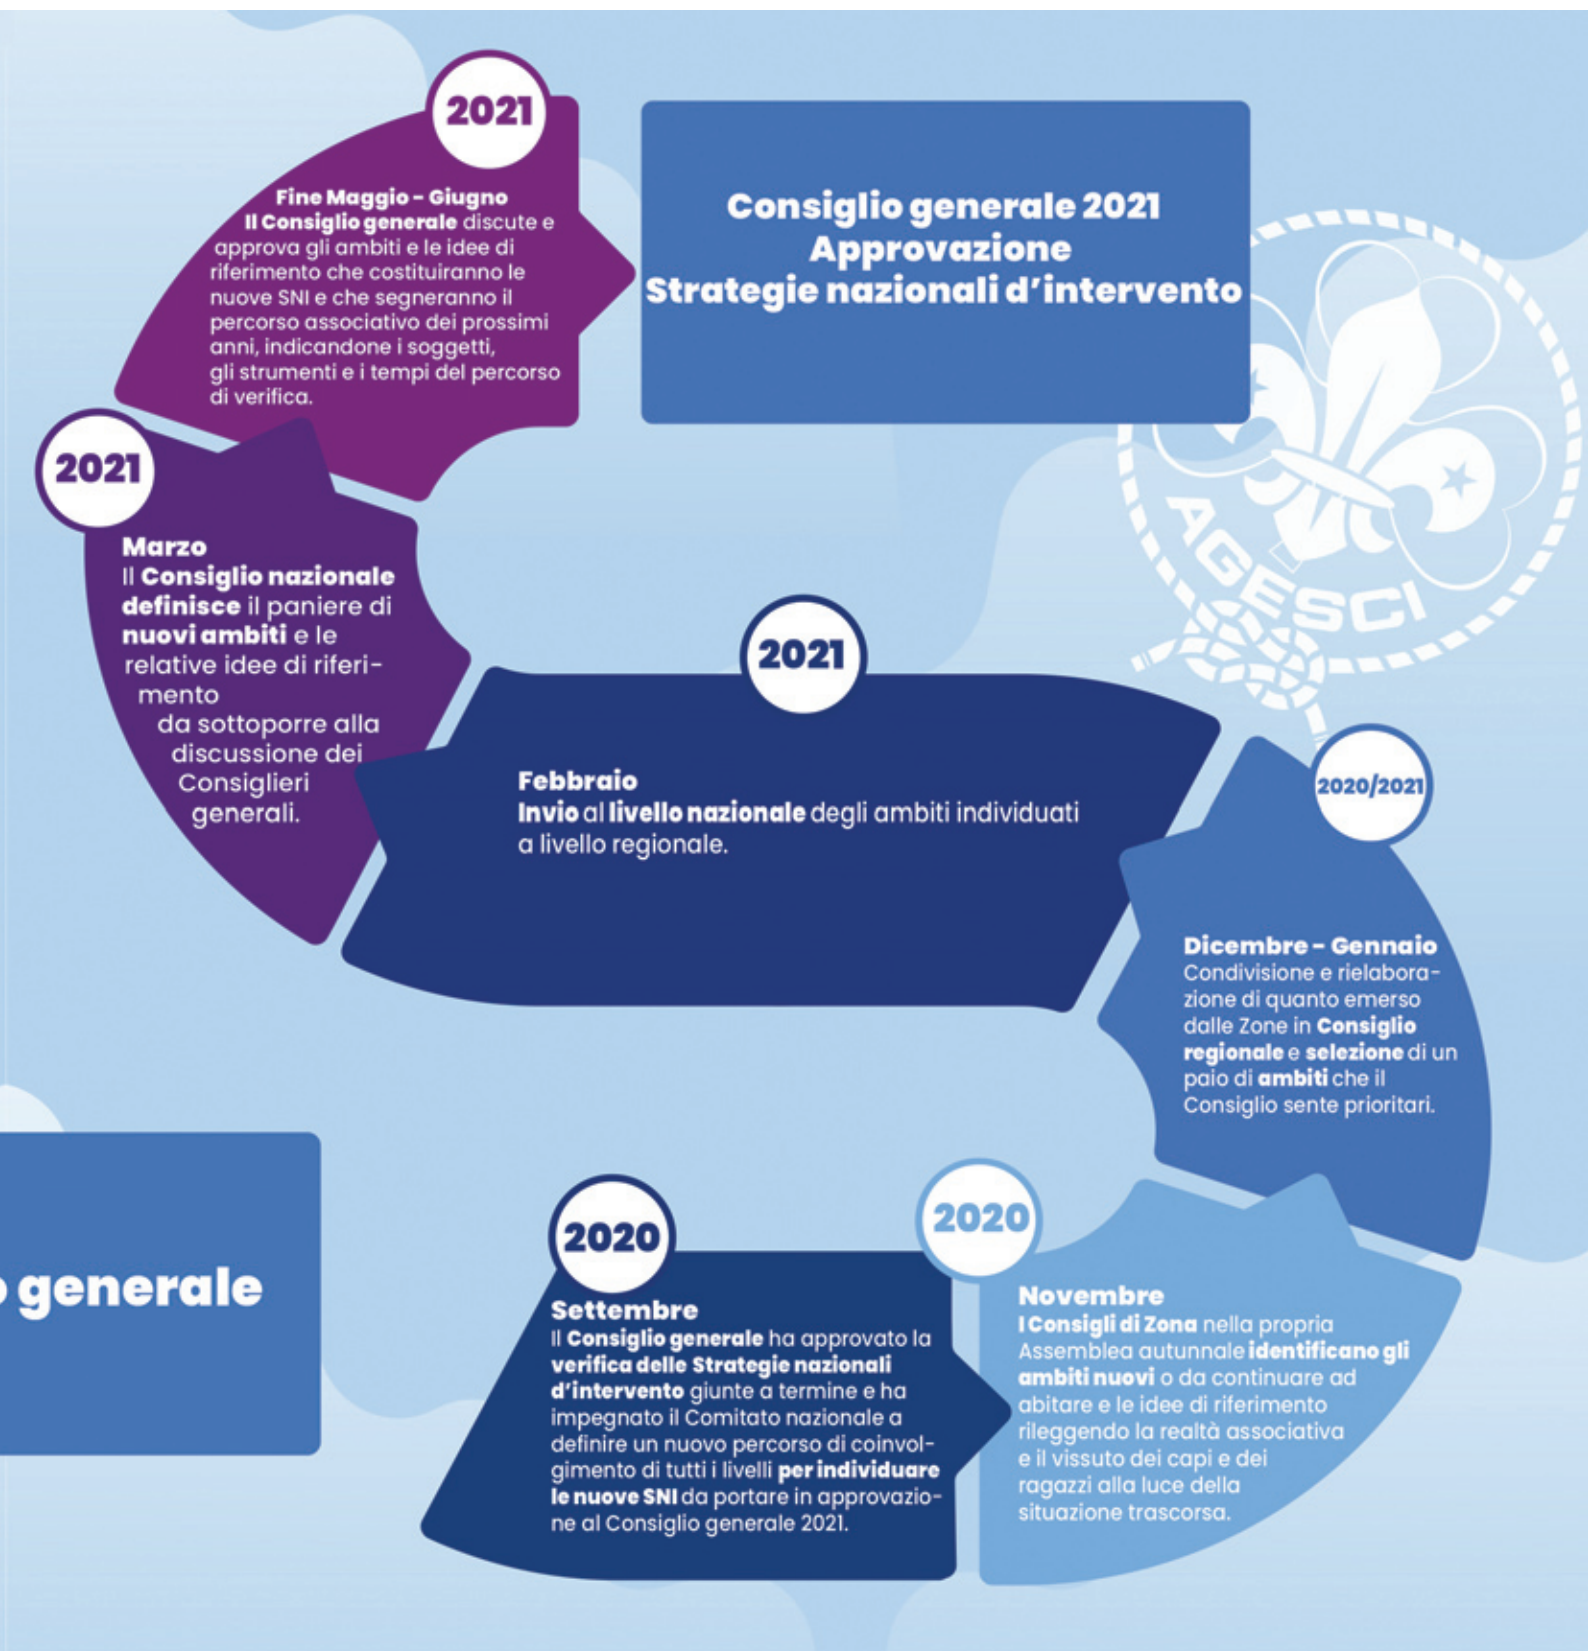 2021
Fine Maggio - Giugno
Il Consiglio generale discute e
approva gli ambiti e le idee di
riferimento che costituiranno le
nuove SNI e che segneranno il
percorso associativo dei prossimi
anni, indicandone i soggetti,
gli strumenti e i tempi del percorso
di verifica.
Consiglio generale 2021
Approvazione
Strategie nazionali d'intervento
AGESCI
2021
Marzo
Il Consiglio nazionale
definisce il paniere di
nuovi ambiti e le
relative idee di riferi-
mento
da sottoporre alla
discussione dei
Consiglieri
generali.
2021
Febbraio
Invio al livello nazionale degli ambiti individuati
a livello regionale.
2020/2021
Dicembre - Gennaio
Condivisione e rielabora-
zione di quanto emerso
dalle Zone in Consiglio
regionale e selezione di un
paio di ambiti che il
Consiglio sente prioritari.
generale
2020
Settembre
Il Consiglio generale ha approvato la
verifica delle Strategie nazionali
d'intervento giunte a termine e ha
impegnato il Comitato nazionale a
definire un nuovo percorso di coinvol-
gimento di tutti i livelli per individuare
le nuove SNI da portare in approvazio-
ne al Consiglio generale 2021.
2020
Novembre
I Consigli di Zona nella propria
Assemblea autunnale identificano gli
ambiti nuovi o da continuare ad
abitare e le idee di riferimento
rileggendo la realtà associativa
e il vissuto dei capi e dei
ragazzi alla luce della
situazione trascorsa.